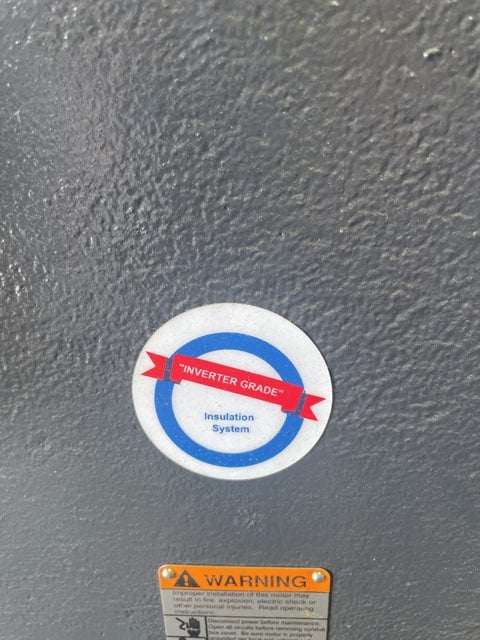 "INVERTER GRADE"
Insulation
System
WARNING
Improper installation of this motor may
result in fire, explosion, electric shock or
other personal injuries. Read operating
instructions.
Disconnect power before maintenance.
Open all circuits before removing conduit
box cover. Be sure motor is properly